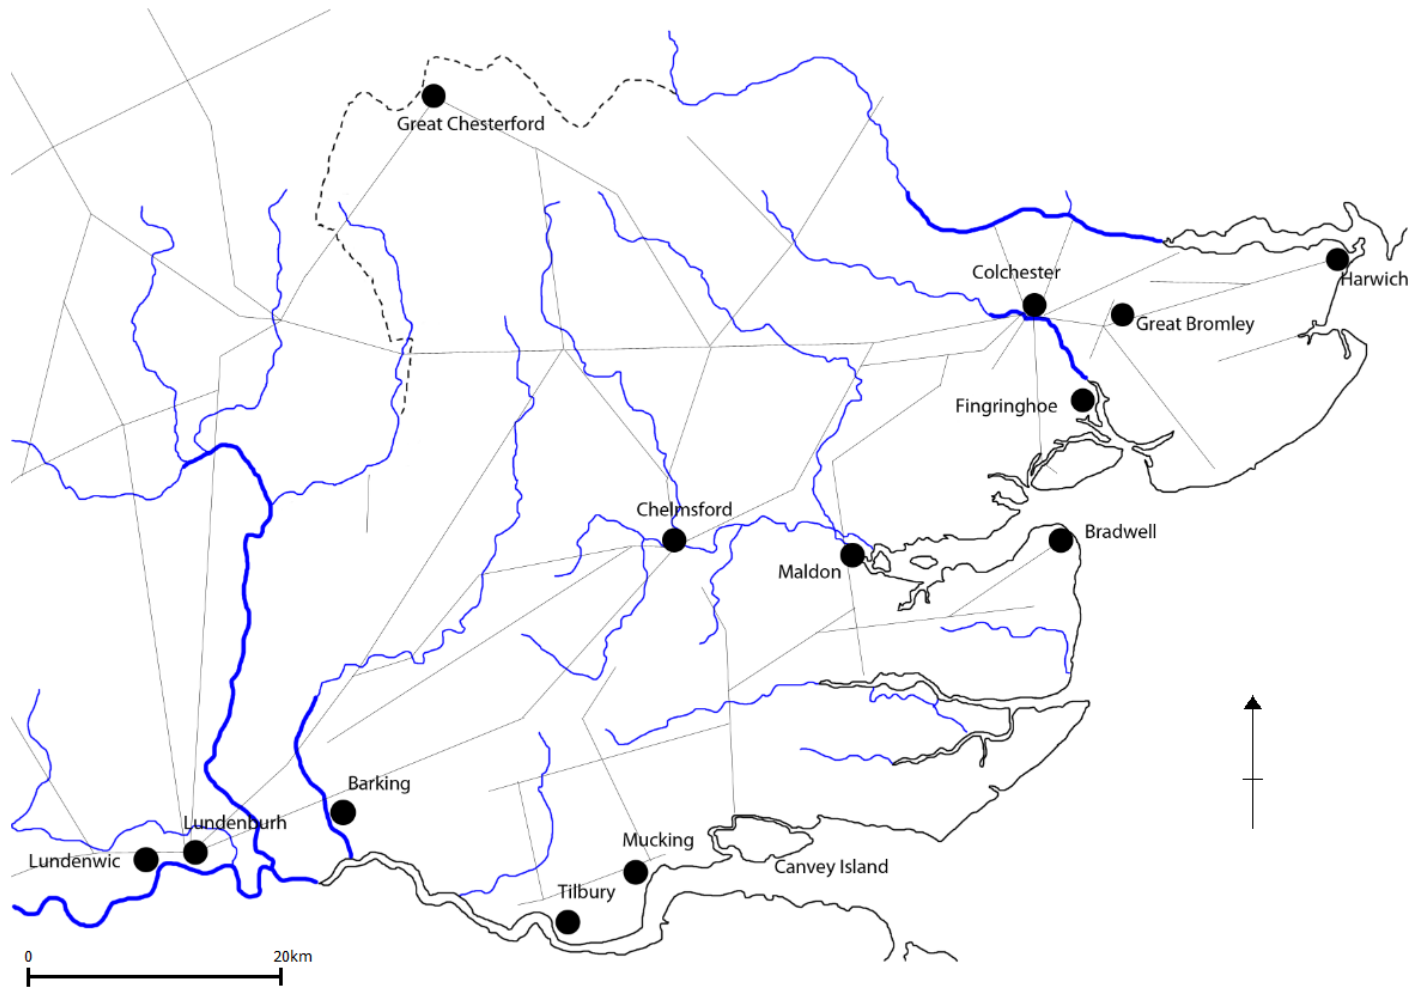 Great Chesterford
Colchester
Harwich
Great Bromley
Fingringhoe
Chelmsford
Bradwell
Maldon
Barking
Lundenburh
Mucking
Lundenwic
Canvey Island
Tilbury
0 20km